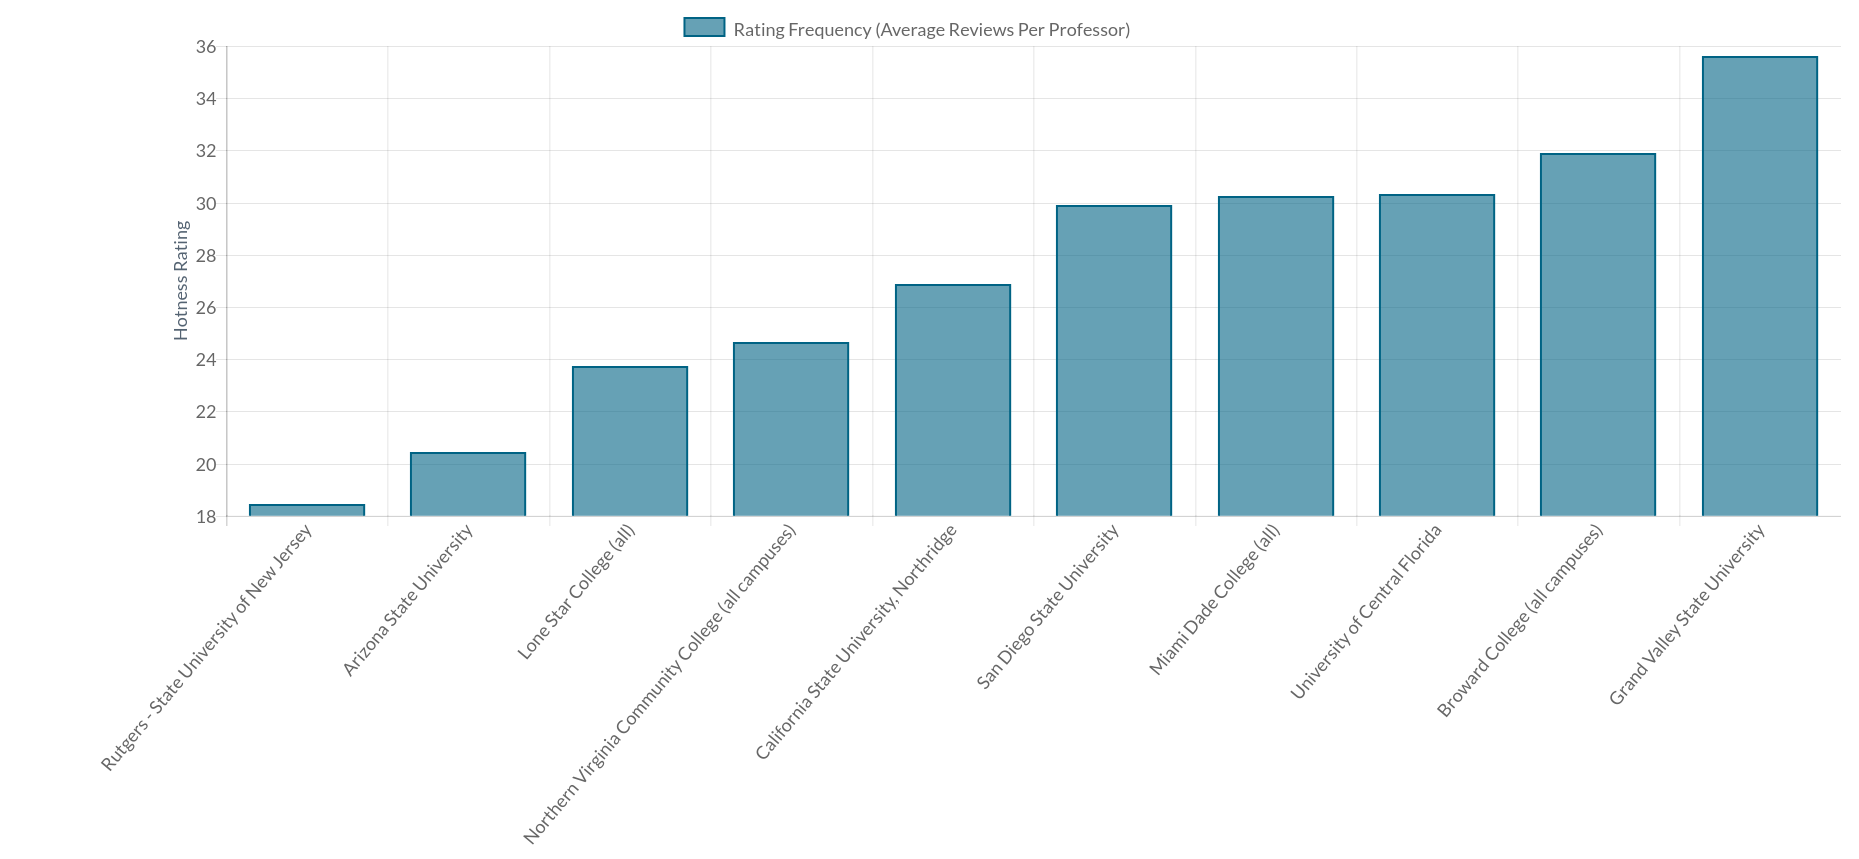 Rating Frequency (Average Reviews Per Professor)
36
34
32
30
28
26
24
22
20
18
Hotness Rating
Rutgers - State University of New Jersey
Arizona State University
Lone Star College (all)
Northern Virginia Community College (all campuses)
California State University, Northridge
San Diego State University
Miami Dade College (all)
University of Central Florida
Broward College (all campuses)
Grand Valley State University